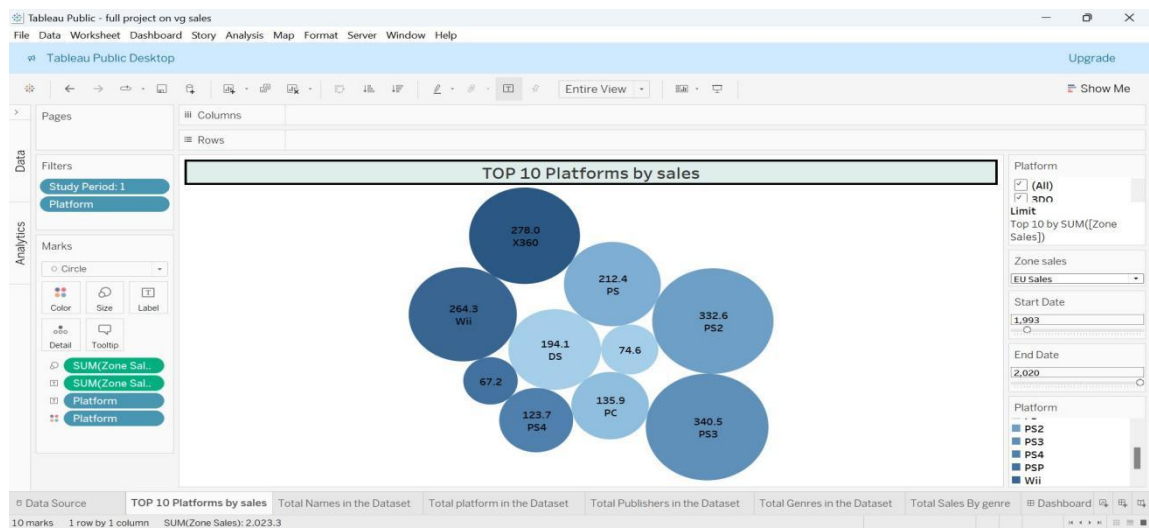 Tableau Public - full project on vg sales
File Data Worksheet Dashboard Story Analysis Map Format Server Window Help
Tableau Public Desktop
Upgrade
Entire View
Show Me
Pages
Columns
Rows
Data
Analytics
Filters
Study Period: 1
Platform
Marks
Circle
Color Size Label
Detail Tooltip
SUM(Zone Sal..
SUM(Zone Sal..
Platform
Platform
TOP 10 Platforms by sales
278.0
X360
212.4
PS
264.3
Wii
332.6
PS2
194.1
DS
74.6
67.2
135.9
PC
123.7
PS4
340.5
PS3
Platform
(All)
3DO
Limit
Top 10 by SUM([Zone
Sales])
Zone sales
EU Sales
Start Date
1,993
End Date
2,020
Platform
PS2
PS3
PS4
PSP
Wii
Data Source TOP 10 Platforms by sales Total Names in the Dataset Total platform in the Dataset Total Publishers in the Dataset Total Genres in the Dataset Total Sales By genre Dashboard
10 marks 1 row by 1 column SUM(Zone Sales): 2,023.3